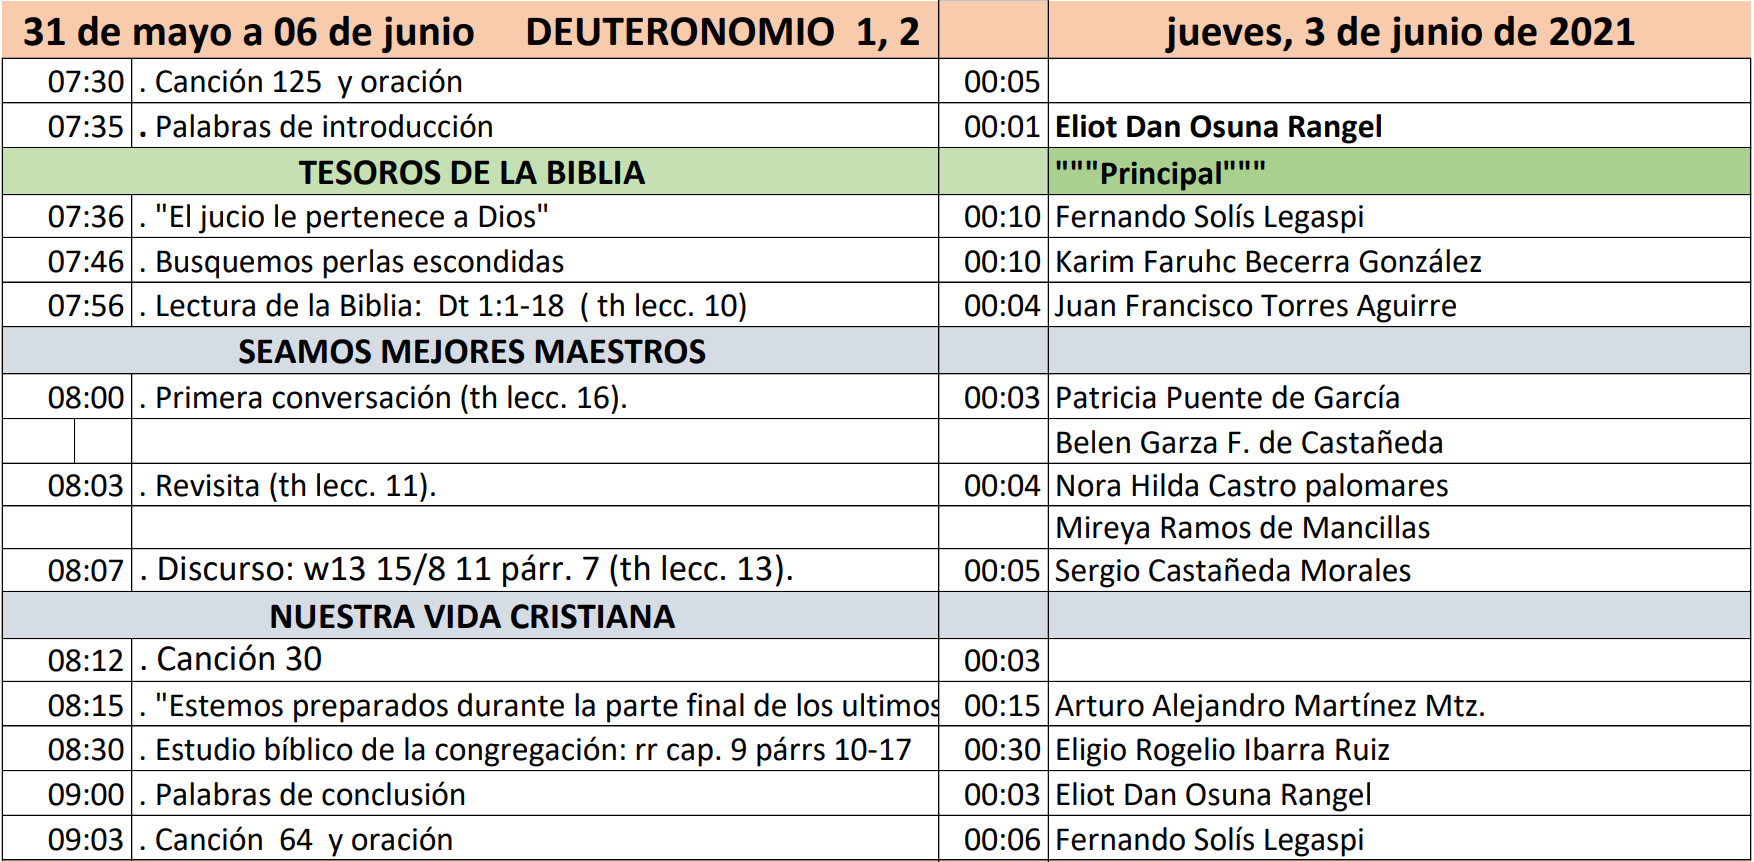 31 de mayo a 06 de junio DEUTERONOMIO 1, 2 jueves, 3 de junio de 2021
07:30 . Canción 125 y oración 00:05
07:35 . Palabras de introducción 00:01 Eliot Dan Osuna Rangel
TESOROS DE LA BIBLIA """Principal"""
07:36 . "El jucio le pertenece a Dios" 00:10 Fernando Solís Legaspi
07:46 . Busquemos perlas escondidas 00:10 Karim Faruhc Becerra González
07:56 . Lectura de la Biblia: Dt 1:1-18 ( th lecc. 10) 00:04 Juan Francisco Torres Aguirre
SEAMOS MEJORES MAESTROS
08:00 . Primera conversación (th lecc. 16). 00:03 Patricia Puente de García
Belen Garza F. de Castañeda
08:03 . Revisita (th lecc. 11). 00:04 Nora Hilda Castro palomares
Mireya Ramos de Mancillas
08:07 . Discurso: w13 15/8 11 párr. 7 (th lecc. 13). 00:05 Sergio Castañeda Morales
NUESTRA VIDA CRISTIANA
08:12 . Canción 30 00:03
08:15 . "Estemos preparados durante la parte final de los ultimos 00:15 Arturo Alejandro Martínez Mtz.
08:30 . Estudio bíblico de la congregación: rr cap. 9 párrs 10-17 00:30 Eligio Rogelio Ibarra Ruiz
09:00 . Palabras de conclusión 00:03 Eliot Dan Osuna Rangel
09:03 . Canción 64 y oración 00:06 Fernando Solís Legaspi